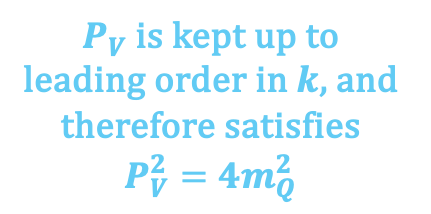 P_V is kept up to
leading order in k, and
therefore satisfies
P_V^2 = 4m_Q^2